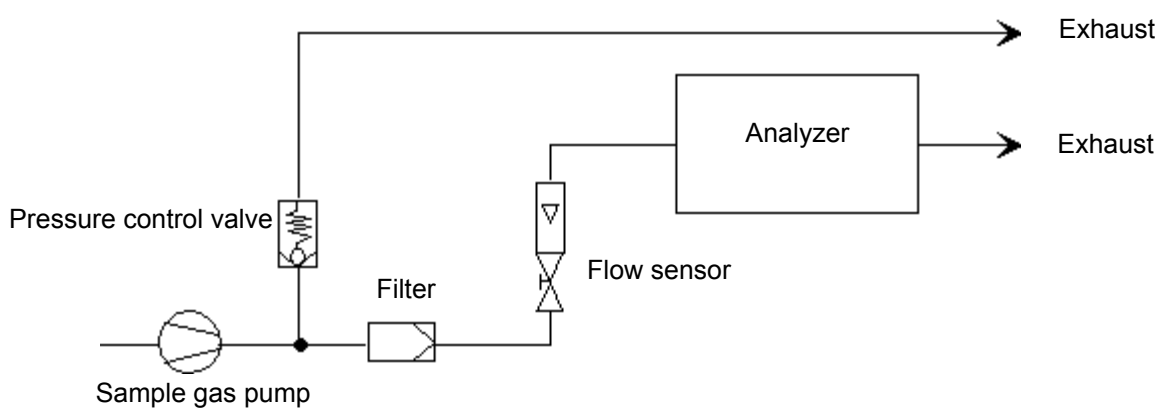 Exhaust
Analyzer
Exhaust
Pressure control valve
Flow sensor
Filter
Sample gas pump